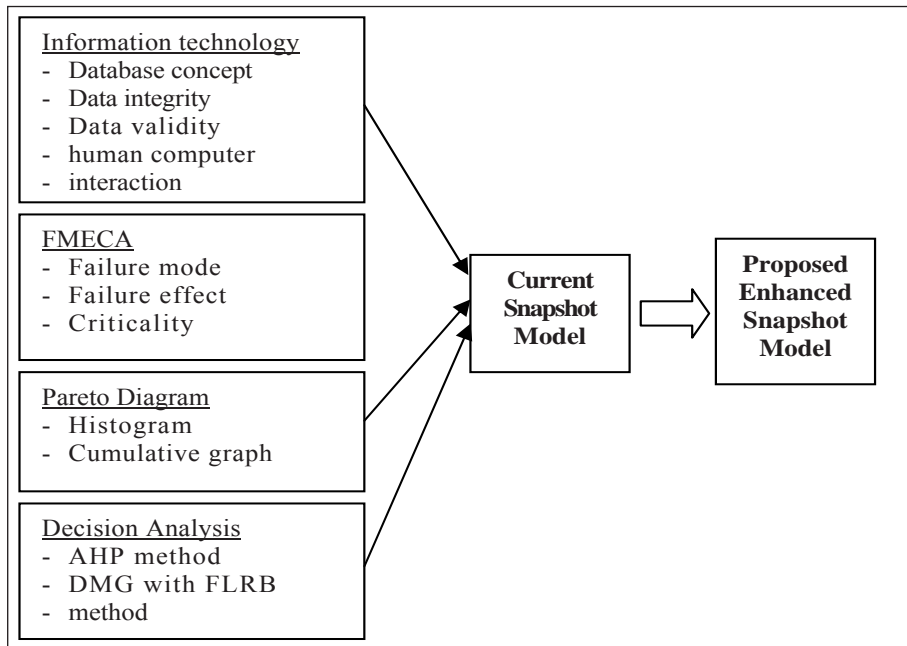 Information technology
- Database concept
- Data integrity
- Data validity
- human computer
- interaction
FMECA
- Failure mode
- Failure effect
- Criticality
Pareto Diagram
- Histogram
- Cumulative graph
Decision Analysis
- AHP method
- DMG with FLRB
- method
Current
Snapshot
Model
Proposed
Enhanced
Snapshot
Model